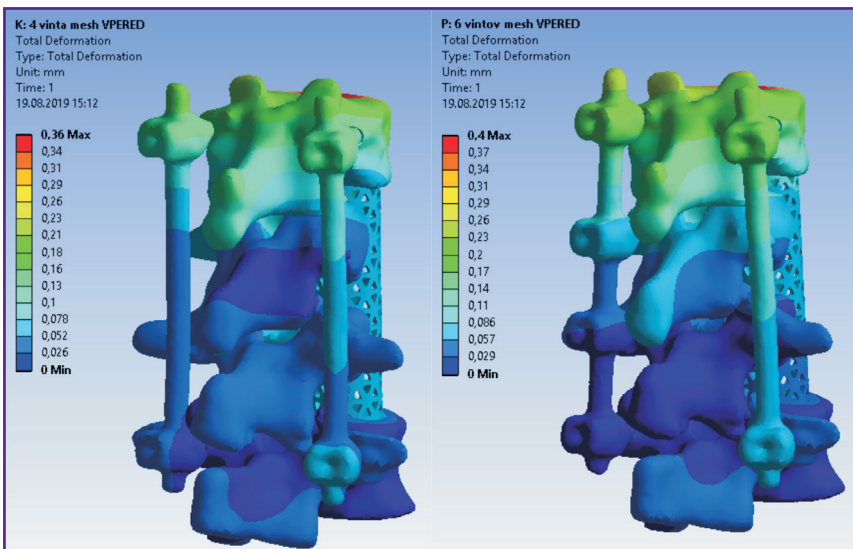 K: 4 vinta mesh VPERED
Total Deformation
Type: Total Deformation
Unit: mm
Time: 1
19.08.2019 15:12
0,36 Max
0,34
0,31
0,29
0,26
0,23
0,21
0,18
0,16
0,13
0,1
0,078
0,052
0,026
0 Min
P: 6 vintov mesh VPERED
Total Deformation
Type: Total Deformation
Unit: mm
Time: 1
19.08.2019 15:12
0.4 Max
0,37
0,34
0,31
0,29
0,26
0,23
0,2
0,17
0,14
0,11
0,086
0,057
0,029
0 Min